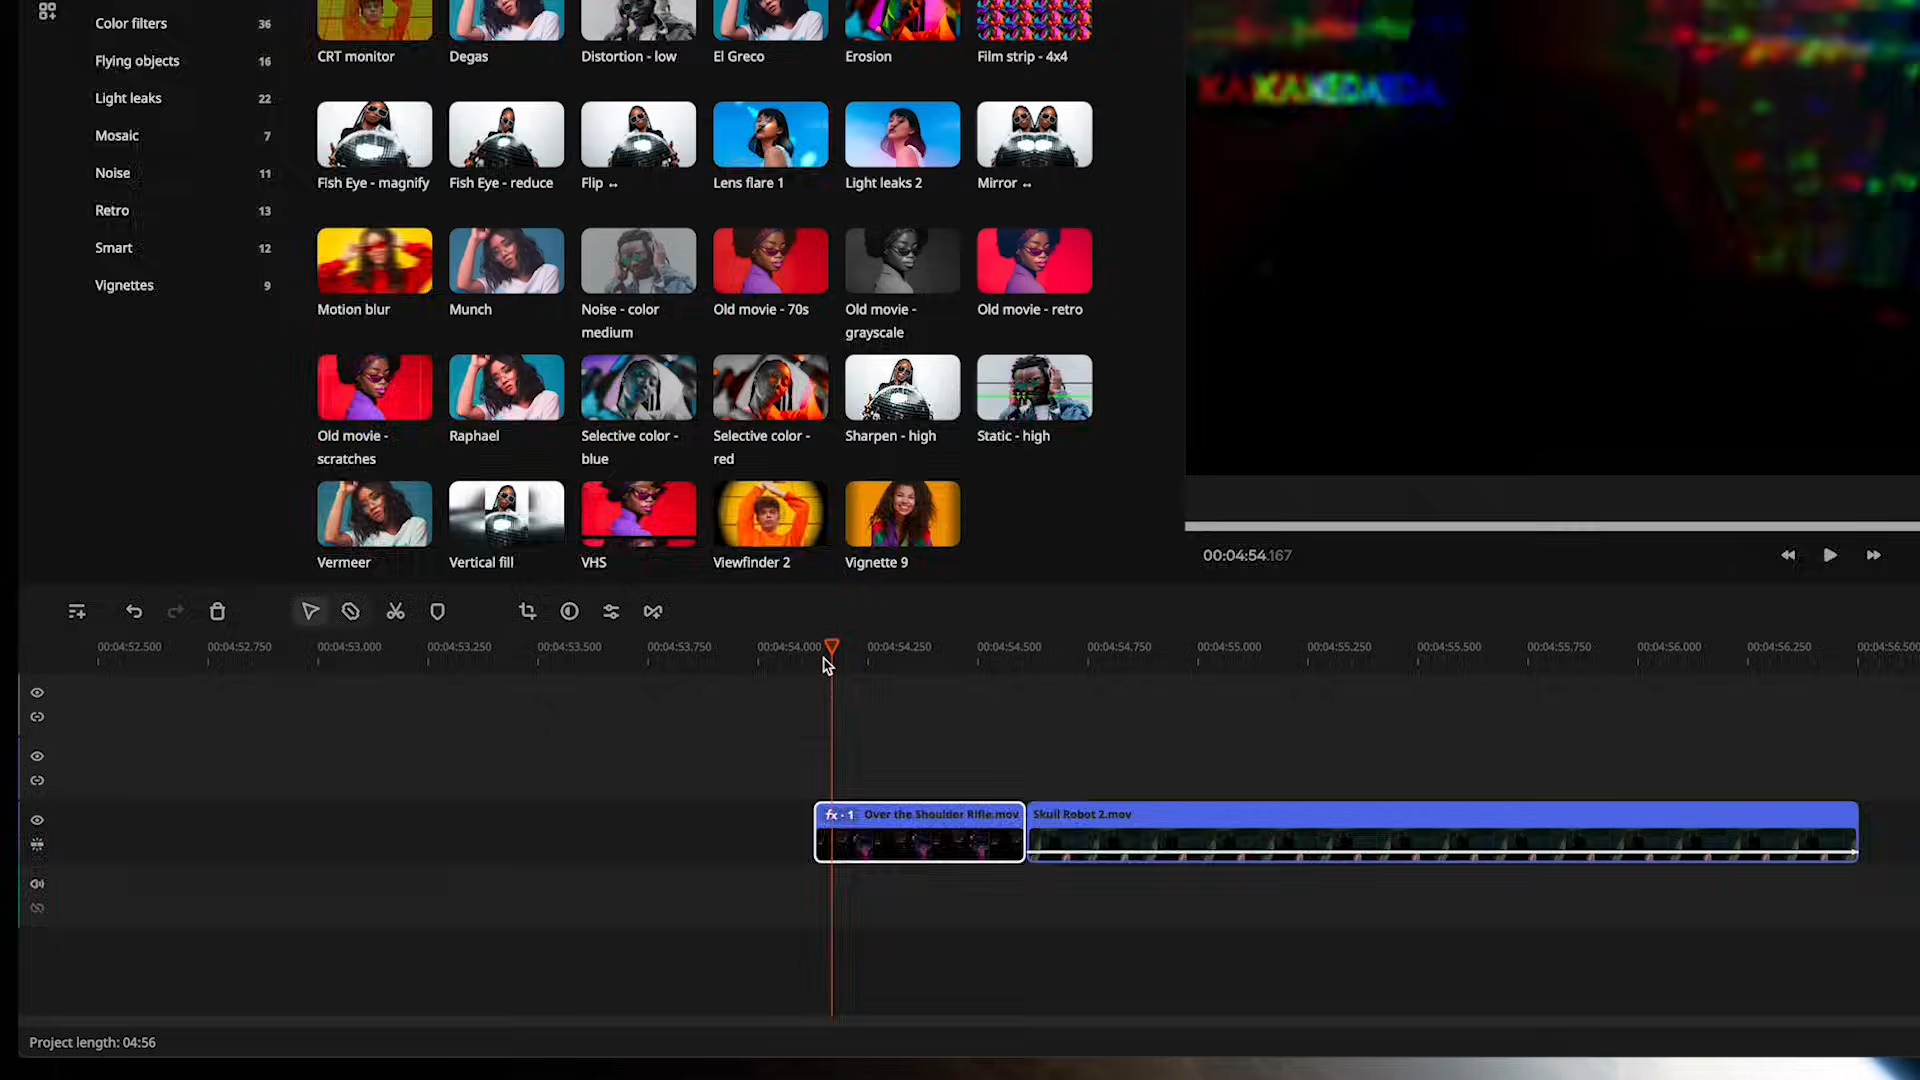 Color filters 36
Flying objects 16
Light leaks 22
Mosaic 7
Noise 11
Retro 13
Smart 12
Vignettes 9
CRT monitor
Degas
Distortion - low
El Greco
Erosion
Film strip - 4x4
Fish Eye - magnify
Fish Eye - reduce
Flip ↔
Lens flare 1
Light leaks 2
Mirror ↔
Motion blur
Munch
Noise - color
medium
Old movie - 70s
Old movie -
grayscale
Old movie - retro
Old movie -
scratches
Raphael
Selective color -
blue
Selective color -
red
Sharpen - high
Static - high
Vermeer
Vertical fill
VHS
Viewfinder 2
Vignette 9
00:04:54.167
00:04:52.500
00:04:52.750
00:04:53.000
00:04:53.250
00:04:53.500
00:04:53.750
00:04:54.000
00:04:54.250
00:04:54.500
00:04:54.750
00:04:55.000
00:04:55.250
00:04:55.500
00:04:55.750
00:04:56.000
00:04:56.250
00:04:56.500
fx · 1 Over the Shoulder Rifle.mov
Skull Robot 2.mov
Project length: 04:56